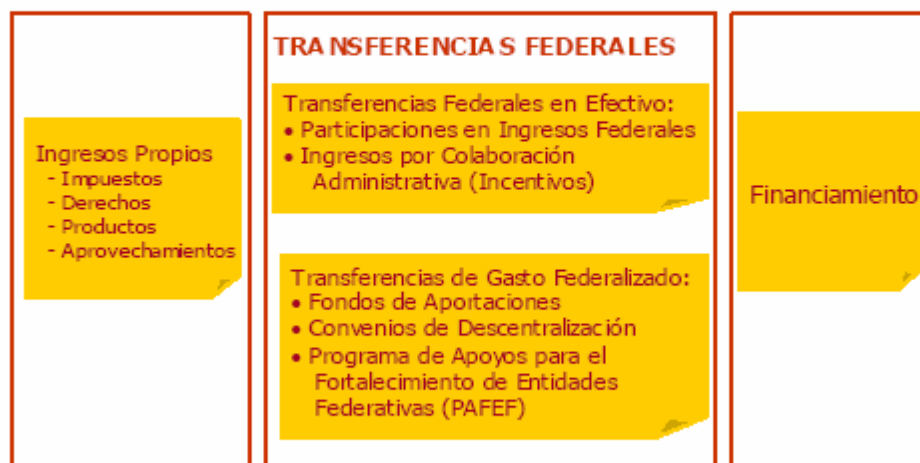 Ingresos Propios
- Impuestos
- Derechos
- Productos
- Aprovechamientos
TRANSFERENCIAS FEDERALES
Transferencias Federales en Efectivo:
• Participaciones en Ingresos Federales
• Ingresos por Colaboración
Administrativa (Incentivos)
Transferencias de Gasto Federalizado:
• Fondos de Aportaciones
• Convenios de Descentralización
• Programa de Apoyos para el
Fortalecimiento de Entidades
Federativas (PAFEF)
Financiamiento